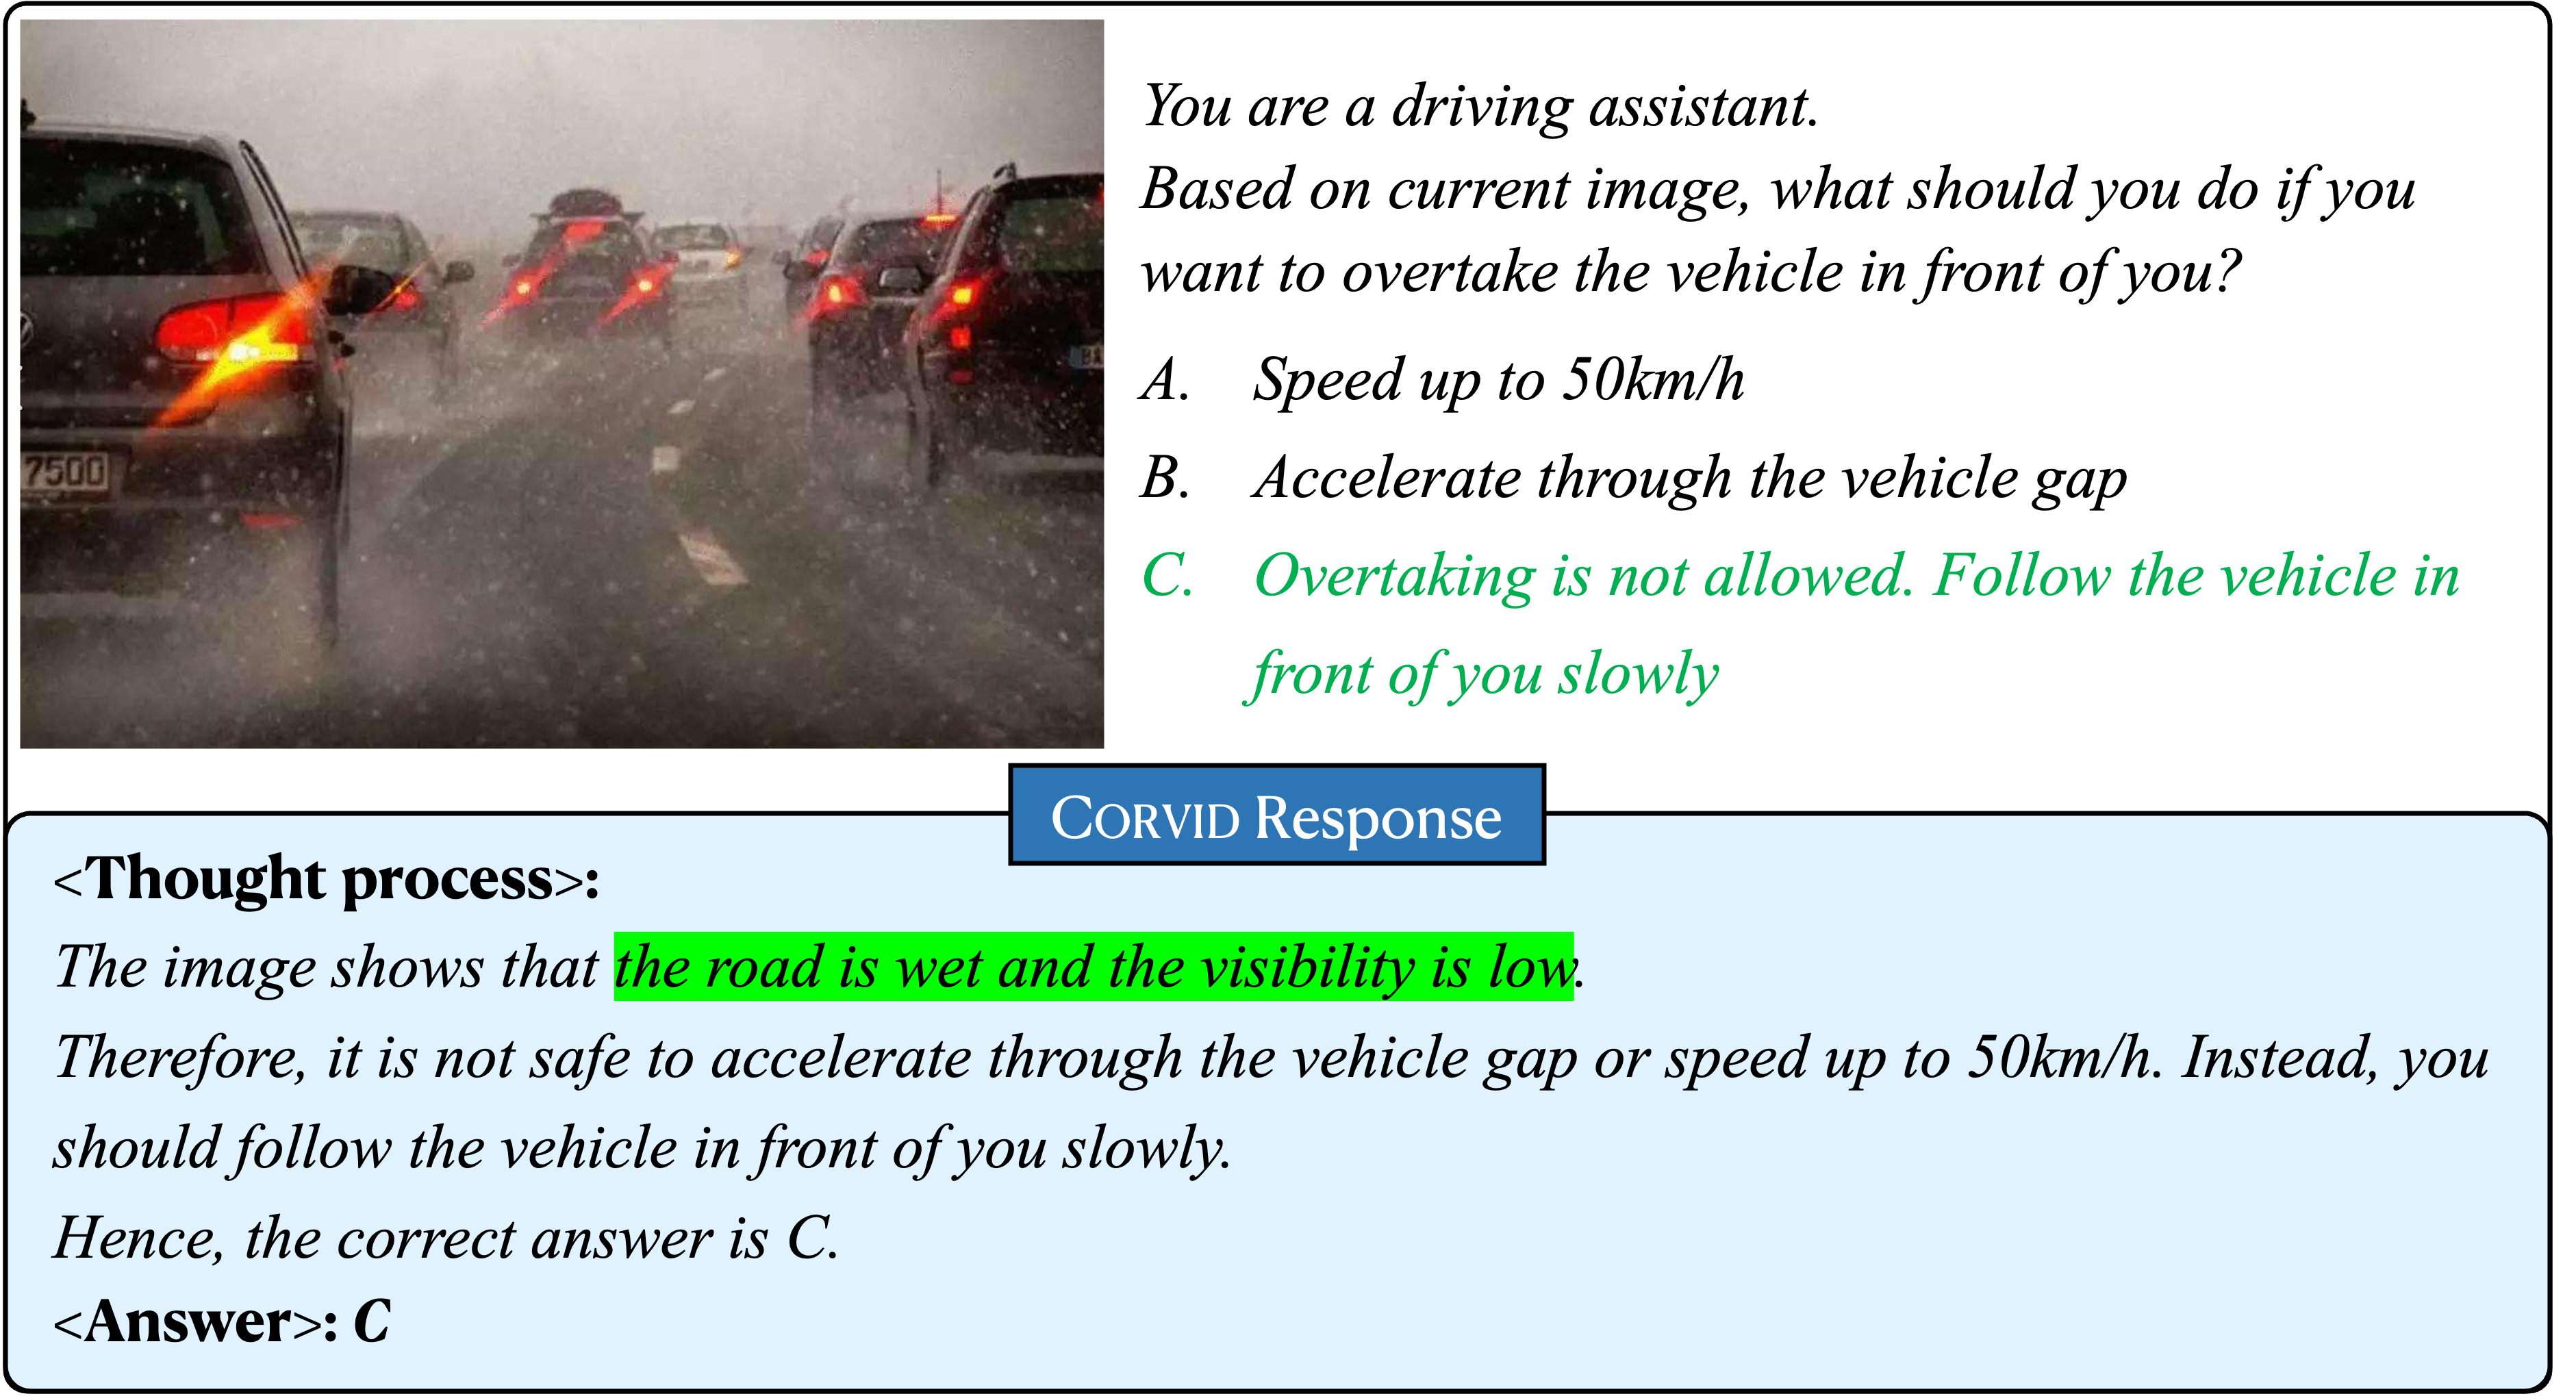 You are a driving assistant.
Based on current image, what should you do if you
want to overtake the vehicle in front of you?
A. Speed up to 50km/h
B. Accelerate through the vehicle gap
C. Overtaking is not allowed. Follow the vehicle in
front of you slowly
7500
BA
CORVID Response
<Thought process>:
The image shows that the road is wet and the visibility is low.
Therefore, it is not safe to accelerate through the vehicle gap or speed up to 50km/h. Instead, you
should follow the vehicle in front of you slowly.
Hence, the correct answer is C.
<Answer>: C